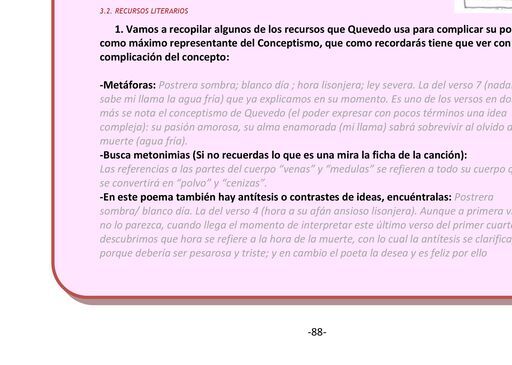 3.2. RECURSOS LITERARIOS
1. Vamos a recopilar algunos de los recursos que Quevedo usa para complicar su po
como máximo representante del Conceptismo, que como recordarás tiene que ver con
complicación del concepto:
-Metáforas: Postrera sombra; blanco día ; hora lisonjera; ley severa. La del verso 7 (nada
sabe mi llama la agua fría) que ya explicamos en su momento. Es uno de los versos en do
más se nota el conceptismo de Quevedo (el poder expresar con pocos términos una idea
compleja): su pasión amorosa, su alma enamorada (mi llama) sabrá sobrevivir al olvido a
muerte (agua fría).
-Busca metonimias (Si no recuerdas lo que es una mira la ficha de la canción):
Las referencias a las partes del cuerpo “venas” y “medulas” se refieren a todo su cuerpo q
se convertirá en “polvo” y “cenizas”.
-En este poema también hay antítesis o contrastes de ideas, encuéntralas: Postrera
sombra/ blanco día. La del verso 4 (hora a su afán ansioso lisonjera). Aunque a primera v
no lo parezca, cuando llega el momento de interpretar este último verso del primer cuarte
descubrimos que hora se refiere a la hora de la muerte, con lo cual la antítesis se clarifica,
porque debería ser pesarosa y triste; y en cambio el poeta la desea y es feliz por ello
-88-